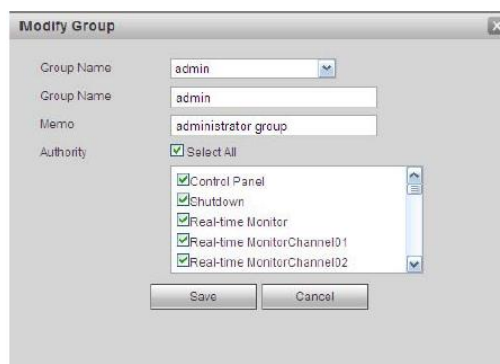 Modify Group
Group Name admin
Group Name admin
Memo administrator group
Authority Select All
Control Panel
Shutdown
Real-time Monitor
Real-time MonitorChannel01
Real-time MonitorChannel02
Save Cancel